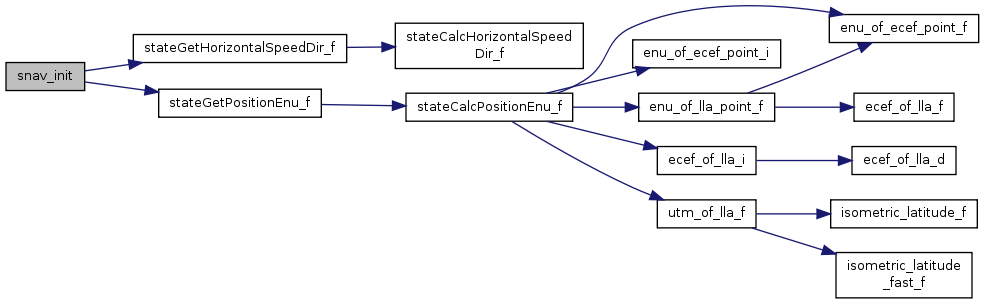 snav_init
stateGetHorizontalSpeedDir_f
stateGetPositionEnu_f
stateCalcHorizontalSpeed
Dir_f
stateCalcPositionEnu_f
enu_of_ecef_point_i
enu_of_lla_point_f
ecef_of_lla_i
utm_of_lla_f
enu_of_ecef_point_f
ecef_of_lla_f
ecef_of_lla_d
isometric_latitude_f
isometric_latitude
_fast_f